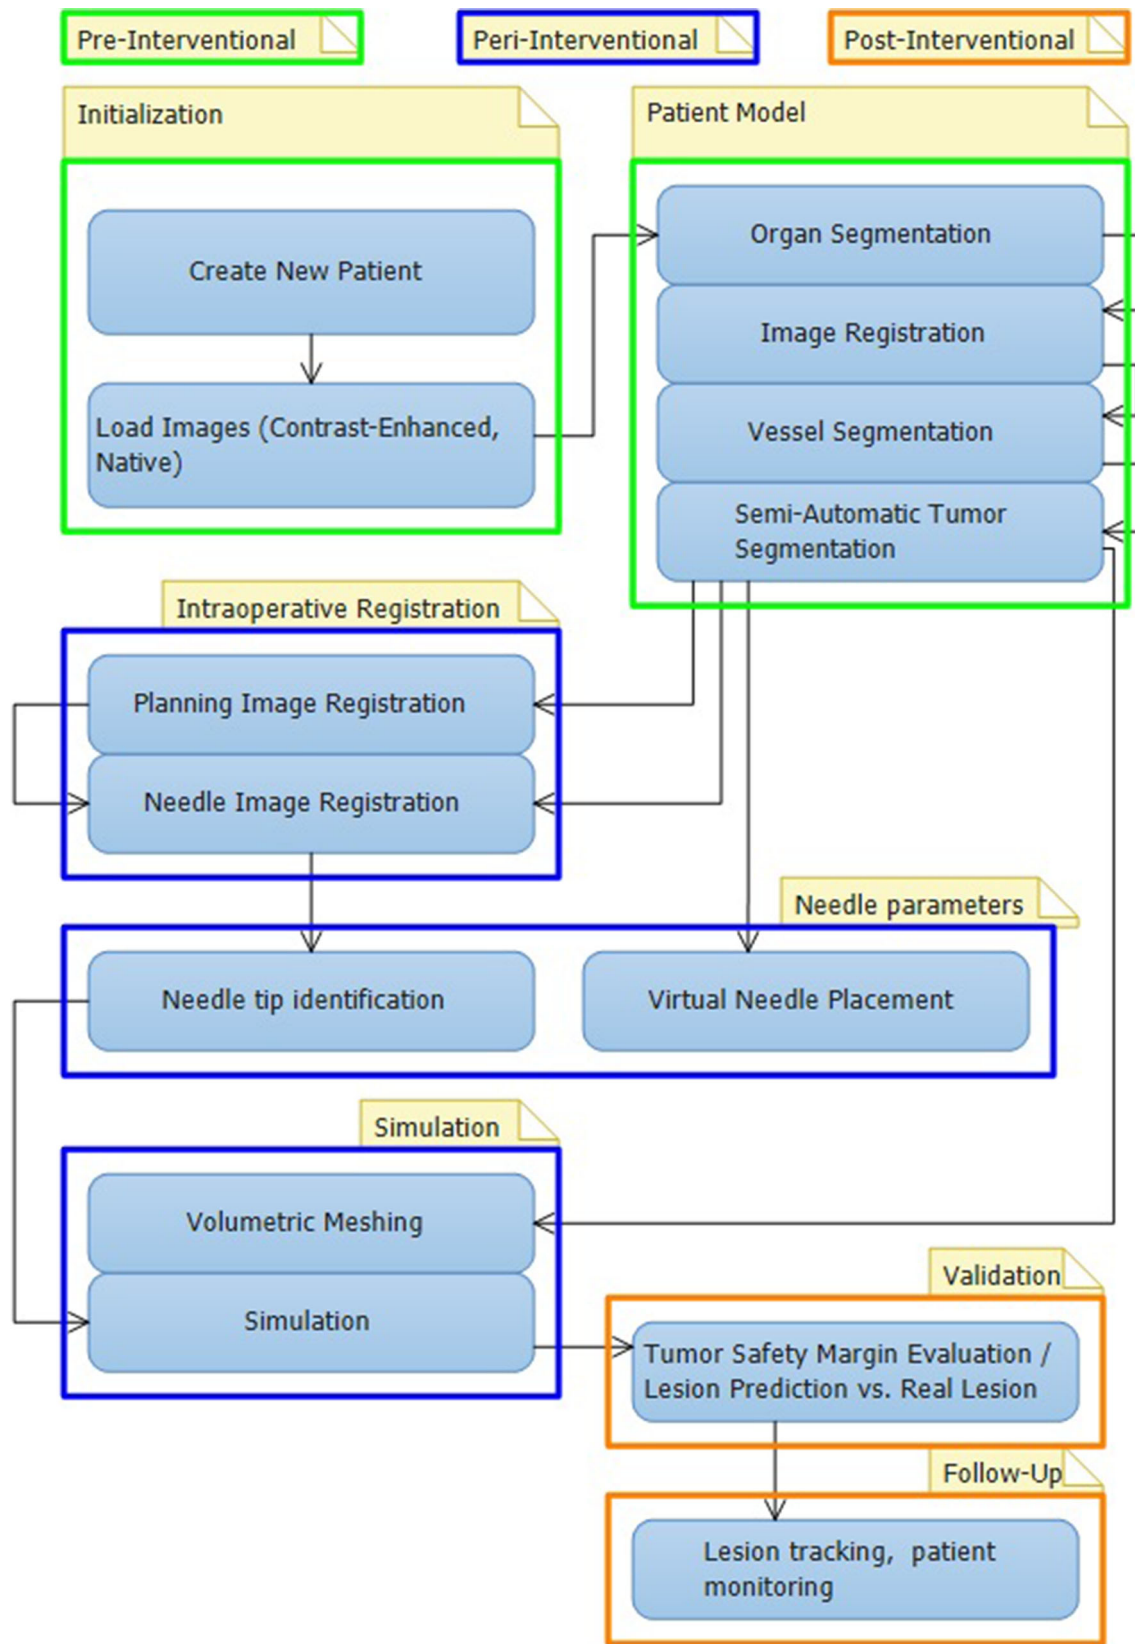 Pre-Interventional
Peri-Interventional
Post-Interventional
Initialization
Create New Patient
Load Images (Contrast-Enhanced,
Native)
Patient Model
Organ Segmentation
Image Registration
Vessel Segmentation
Semi-Automatic Tumor
Segmentation
Intraoperative Registration
Planning Image Registration
Needle Image Registration
Needle parameters
Needle tip identification
Virtual Needle Placement
Simulation
Volumetric Meshing
Simulation
Validation
Tumor Safety Margin Evaluation /
Lesion Prediction vs. Real Lesion
Follow-Up
Lesion tracking,  patient
monitoring